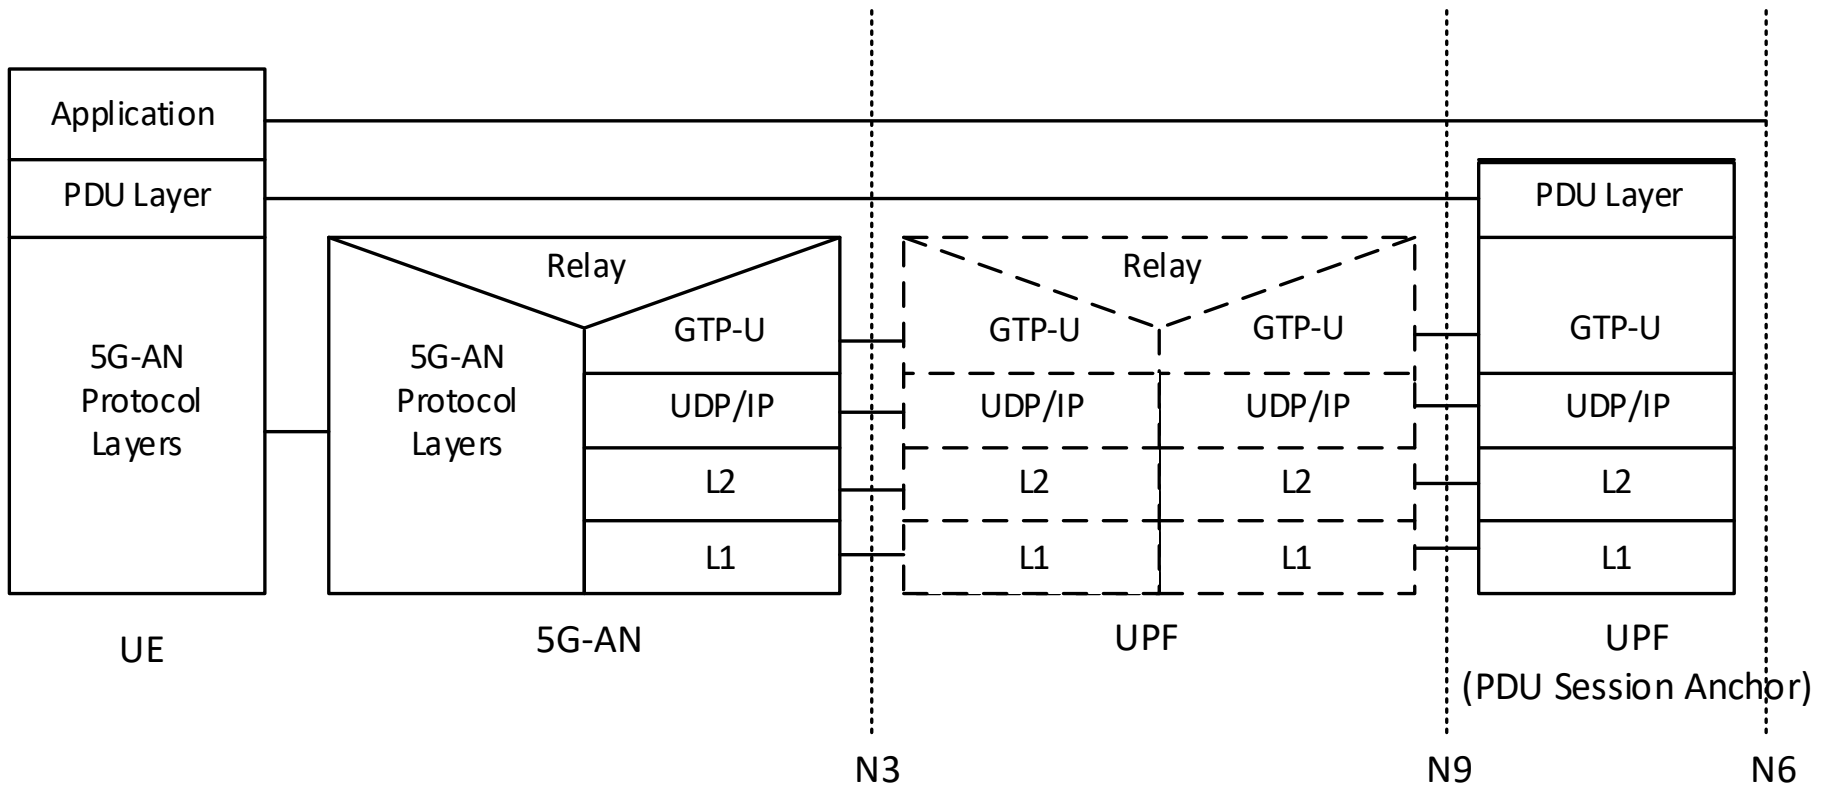 Application
PDU Layer
PDU Layer
Relay
Relay
5G-AN
Protocol
Layers
5G-AN
Protocol
Layers
GTP-U
GTP-U
GTP-U
GTP-U
UDP/IP
UDP/IP
UDP/IP
UDP/IP
L2
L2
L2
L2
L1
L1
L1
L1
UE
5G-AN
UPF
UPF
(PDU Session Anchor)
N3
N9
N6